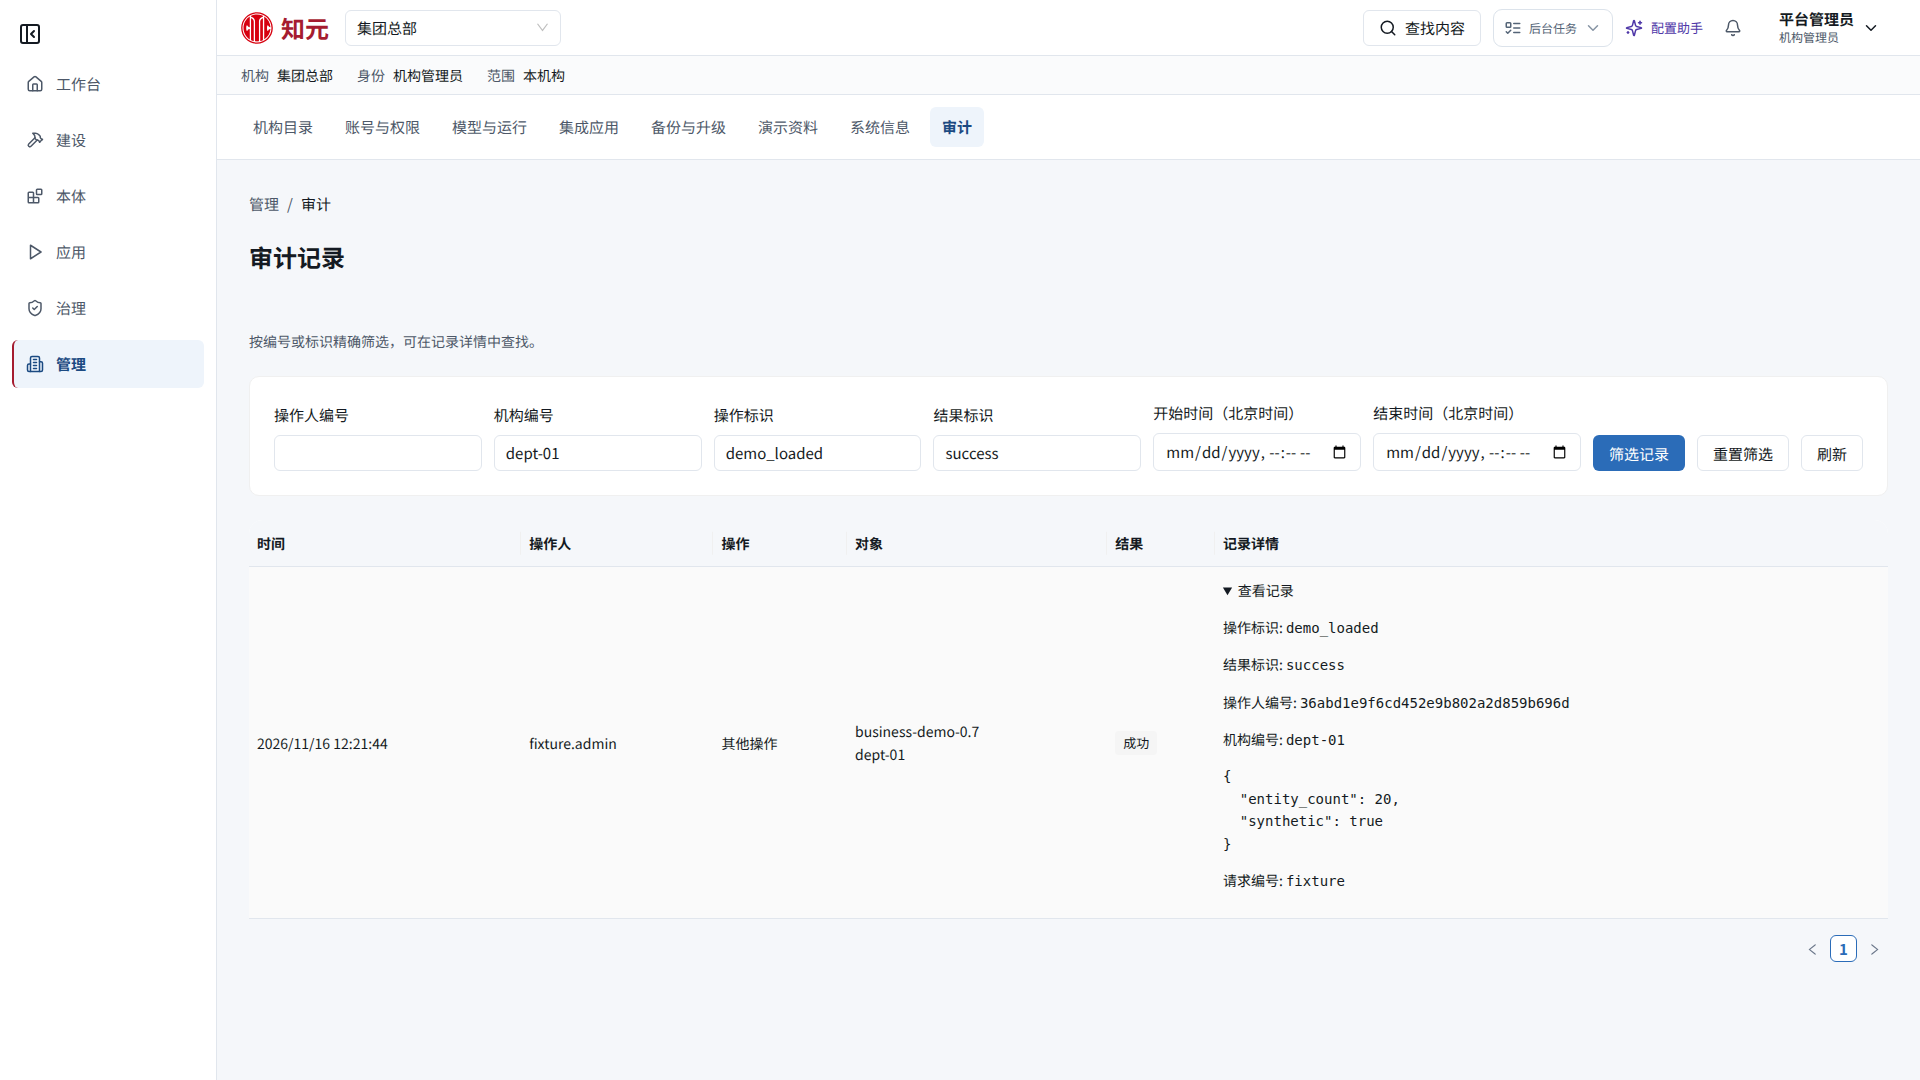 知元
集团总部
查找内容
后台任务
配置助手
平台管理员
机构管理员
机构 集团总部 身份 机构管理员 范围 本机构
工作台
建设
本体
应用
治理
管理
机构目录 账号与权限 模型与运行 集成应用 备份与升级 演示资料 系统信息 审计
管理 / 审计
审计记录
按编号或标识精确筛选，可在记录详情中查找。
操作人编号 机构编号 操作标识 结果标识 开始时间（北京时间） 结束时间（北京时间）
dept-01 demo_loaded success mm/dd/yyyy, --:-- -- mm/dd/yyyy, --:-- -- 筛选记录 重置筛选 刷新
时间 操作人 操作 对象 结果 记录详情
2026/11/16 12:21:44 fixture.admin 其他操作
business-demo-0.7
dept-01
成功
▼ 查看记录
操作标识: demo_loaded
结果标识: success
操作人编号: 36abd1e9f6cd452e9b802a2d859b696d
机构编号: dept-01
{
"entity_count": 20,
"synthetic": true
}
请求编号: fixture
< 1 >